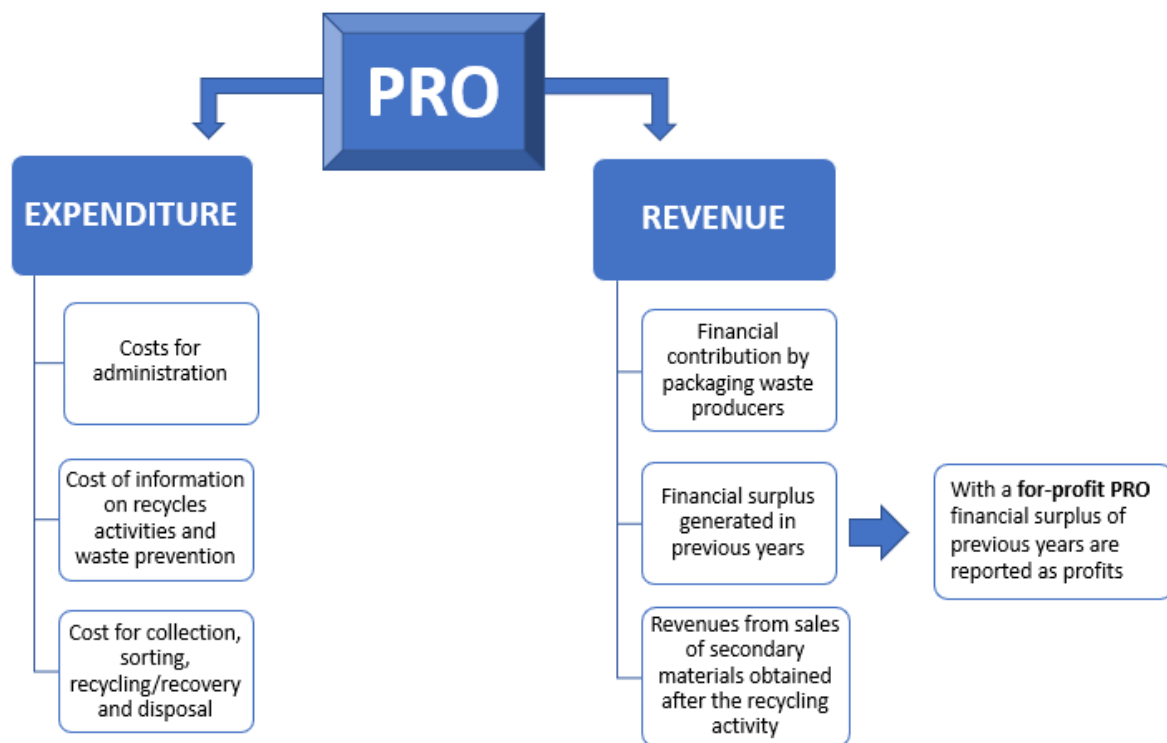 PRO
EXPENDITURE
Costs for
administration
Cost of information
on recycles
activities and
waste prevention
Cost for collection,
sorting,
recycling/recovery
and disposal
REVENUE
Financial
contribution by
packaging waste
producers
Financial surplus
generated in
previous years
With a for-profit PRO
financial surplus of
previous years are
reported as profits
Revenues from sales
of secondary
materials obtained
after the recycling
activity